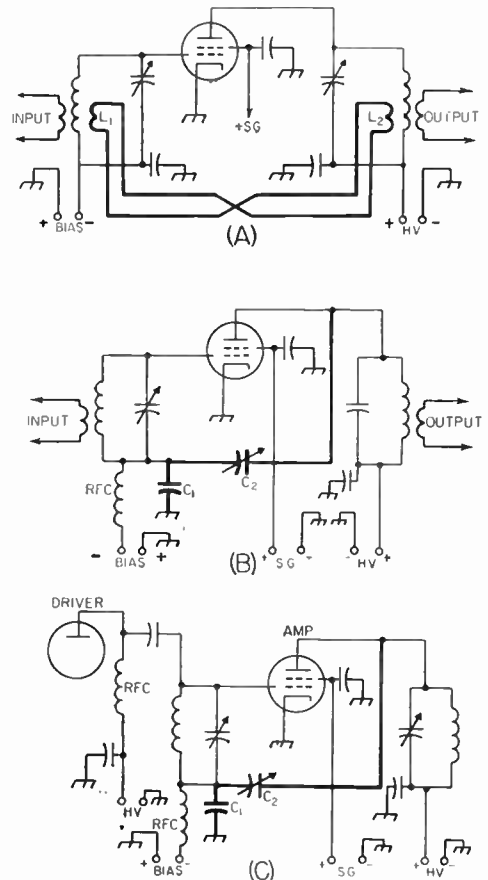 INPUT L₁ +SG L₂ OUTPUT
+ BIAS - + HV -
(A)
INPUT OUTPUT
RFC C₁ C₂
- BIAS + + SG - - HV +
(B)
DRIVER
AMP
RFC
HV C₁ C₂
RFC
+ BIAS - + SG - + HV -
(C)